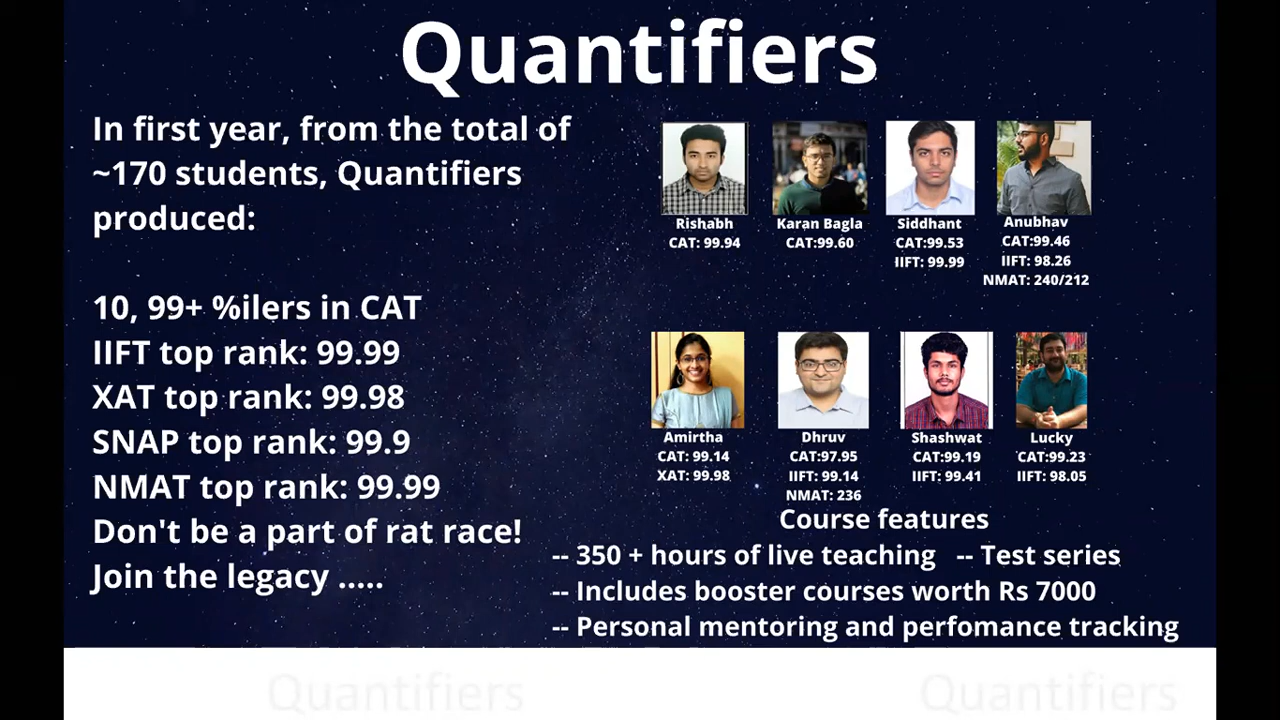 Quantifiers
In first year, from the total of
~170 students, Quantifiers
produced:
10, 99+ %ilers in CAT
IIFT top rank: 99.99
XAT top rank: 99.98
SNAP top rank: 99.9
NMAT top rank: 99.99
Don't be a part of rat race!
Join the legacy .....
Rishabh
CAT: 99.94
Karan Bagla
CAT:99.60
Siddhant
CAT:99.53
IIFT: 99.99
Anubhav
CAT:99.46
IIFT: 98.26
NMAT: 240/212
Amirtha
CAT: 99.14
XAT: 99.98
Dhruv
CAT:97.95
IIFT: 99.14
NMAT: 236
Shashwat
CAT:99.19
IIFT: 99.41
Lucky
CAT:99.23
IIFT: 98.05
Course features
-- 350 + hours of live teaching -- Test series
-- Includes booster courses worth Rs 7000
-- Personal mentoring and perfomance tracking
Quantifiers Quantifiers